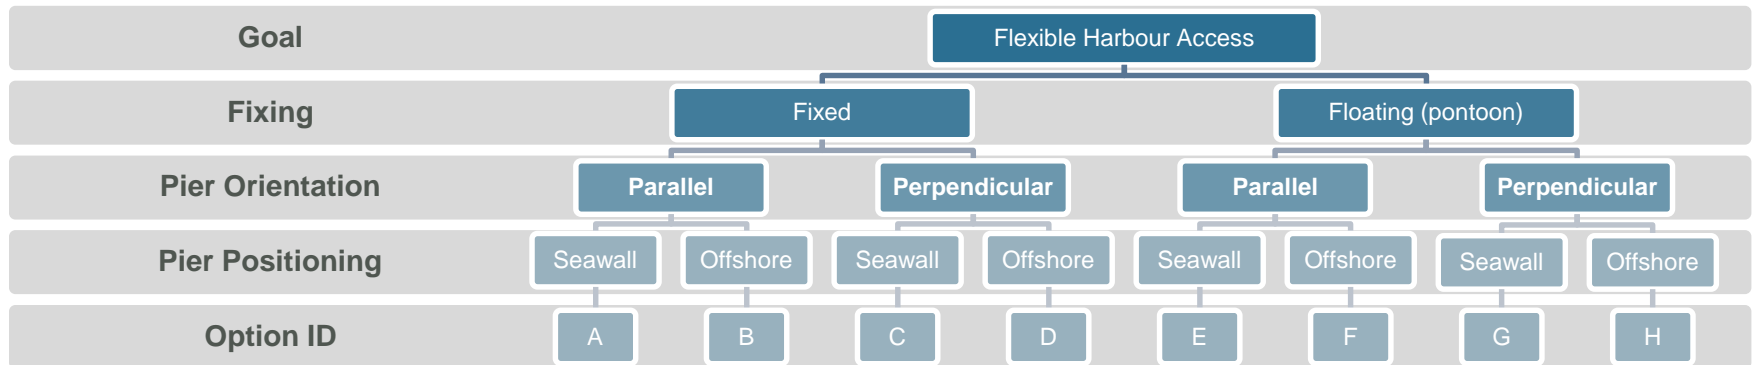 Goal
Flexible Harbour Access
Fixing
Fixed
Floating (pontoon)
Pier Orientation
Parallel
Perpendicular
Parallel
Perpendicular
Pier Positioning
Seawall
Offshore
Seawall
Offshore
Seawall
Offshore
Seawall
Offshore
Option ID
A
B
C
D
E
F
G
H